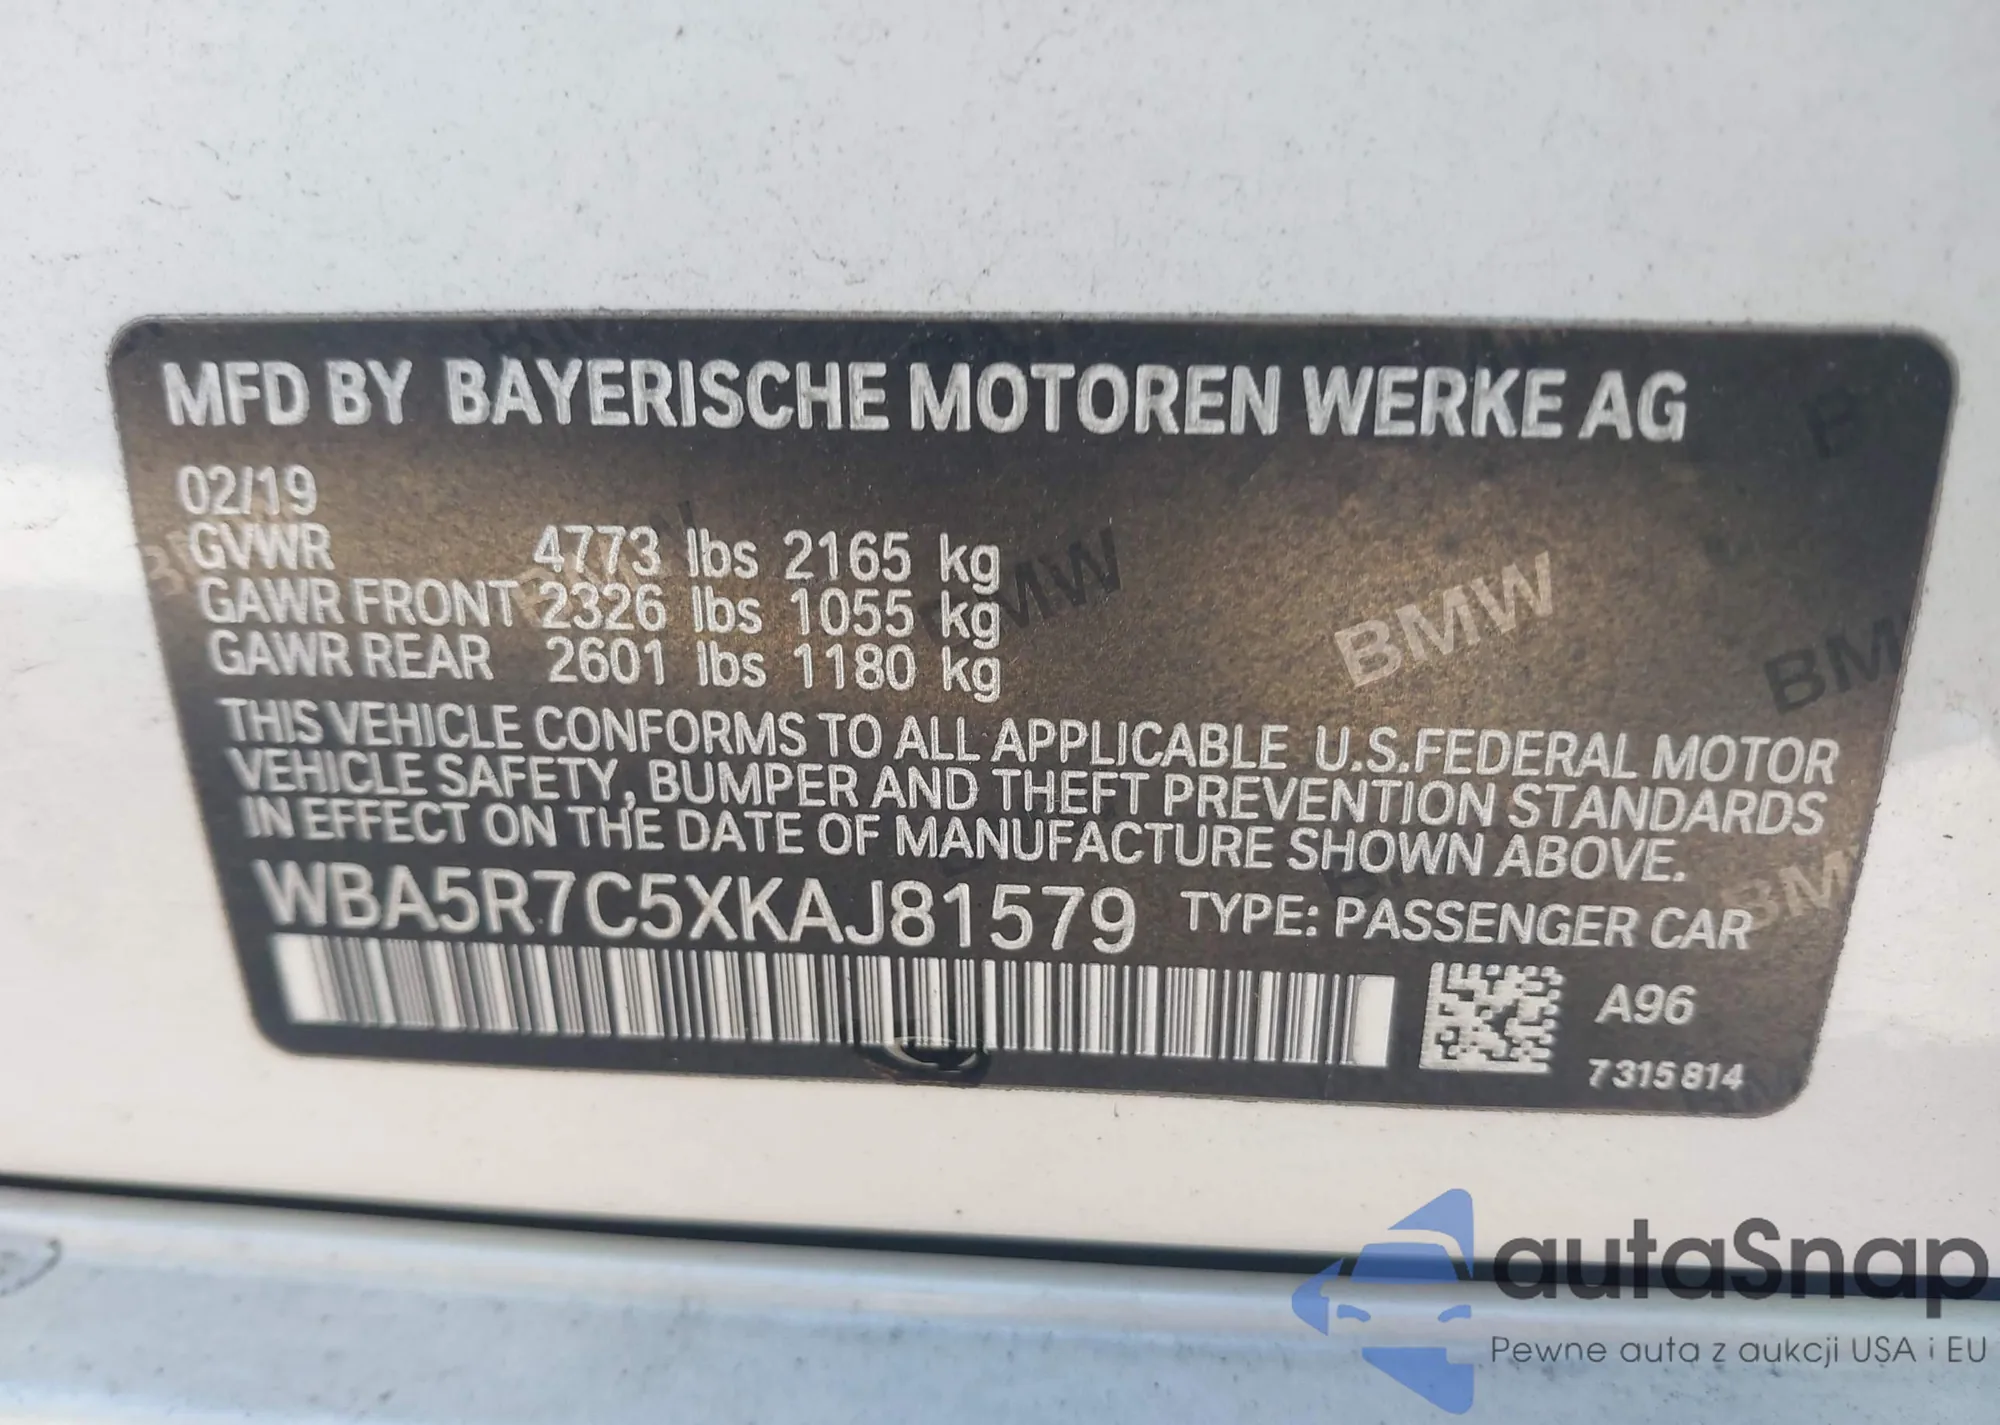 MFD BY BAYERISCHE MOTOREN WERKE AG
02/19
GVWR 4773 lbs 2165 kg
GAWR FRONT 2326 lbs 1055 kg
GAWR REAR 2601 lbs 1180 kg
THIS VEHICLE CONFORMS TO ALL APPLICABLE U.S.FEDERAL MOTOR
VEHICLE SAFETY, BUMPER AND THEFT PREVENTION STANDARDS
IN EFFECT ON THE DATE OF MANUFACTURE SHOWN ABOVE.
WBA5R7C5XKAJ81579 TYPE: PASSENGER CAR
A96
7315814
BMW
BMW
autaSnap
Pewne auta z aukcji USA i EU